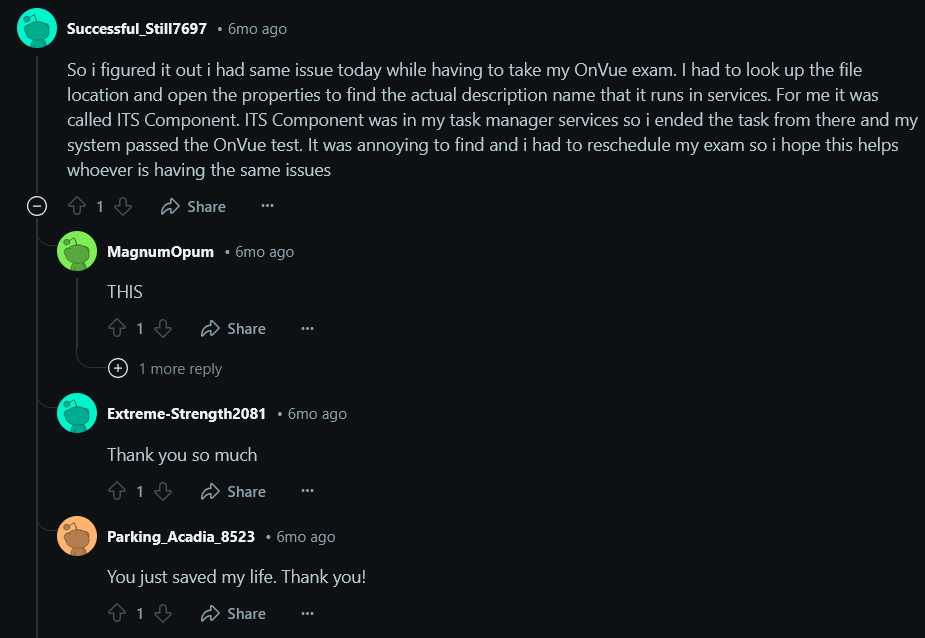 Successful_Still7697 • 6mo ago
So i figured it out i had same issue today while having to take my OnVue exam. I had to look up the file
location and open the properties to find the actual description name that it runs in services. For me it was
called ITS Component. ITS Component was in my task manager services so i ended the task from there and my
system passed the OnVue test. It was annoying to find and i had to reschedule my exam so i hope this helps
whoever is having the same issues
1 Share ...
MagnumOpum • 6mo ago
THIS
1 Share ...
1 more reply
Extreme-Strength2081 • 6mo ago
Thank you so much
1 Share ...
Parking_Acadia_8523 • 6mo ago
You just saved my life. Thank you!
1 Share ...